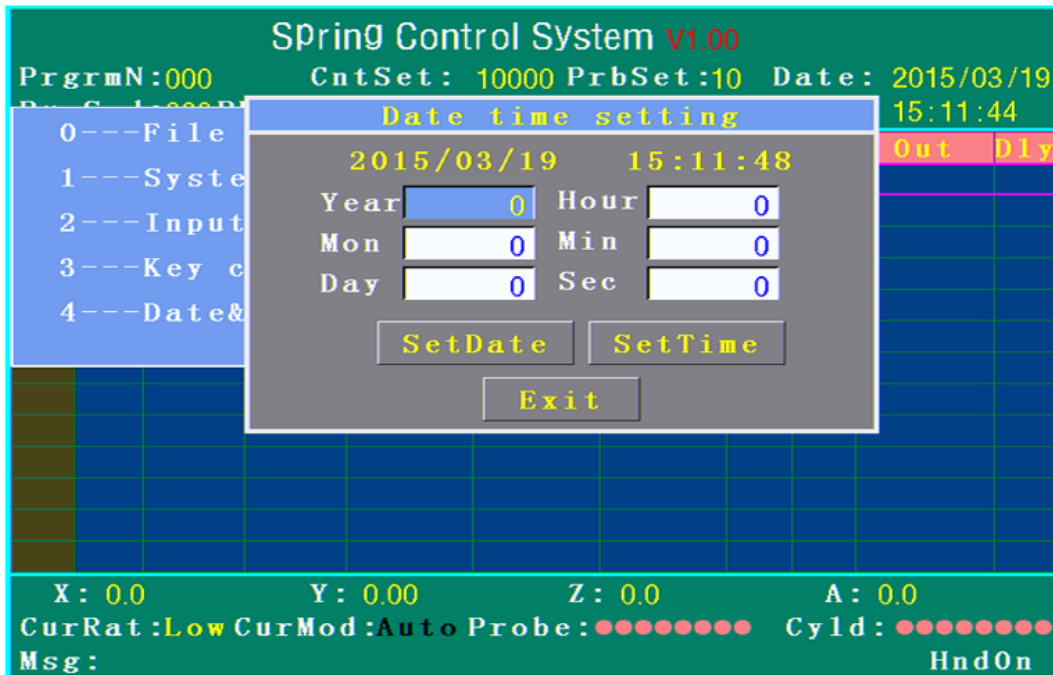 Spring Control System V1.00
PrgrmN:000 CntSet: 10000 PrbSet:10 Date: 2015/03/19
15:11:44
0---File
1---Syste
2---Input
3---Key c
4---Date&
Date time setting
2015/03/19 15:11:48
Year 0 Hour 0
Mon 0 Min 0
Day 0 Sec 0
SetDate SetTime
Exit
Out Dly
X: 0.0 Y: 0.00 Z: 0.0 A: 0.0
CurRat:Low CurMod:Auto Probe: Cyld:
Msg: HndOn